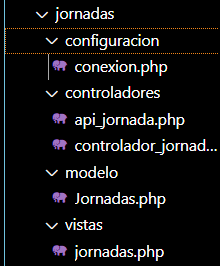 jornadas
configuracion
conexion.php
controladores
api_jornada.php
controlador_jornad...
modelo
Jornadas.php
vistas
jornadas.php